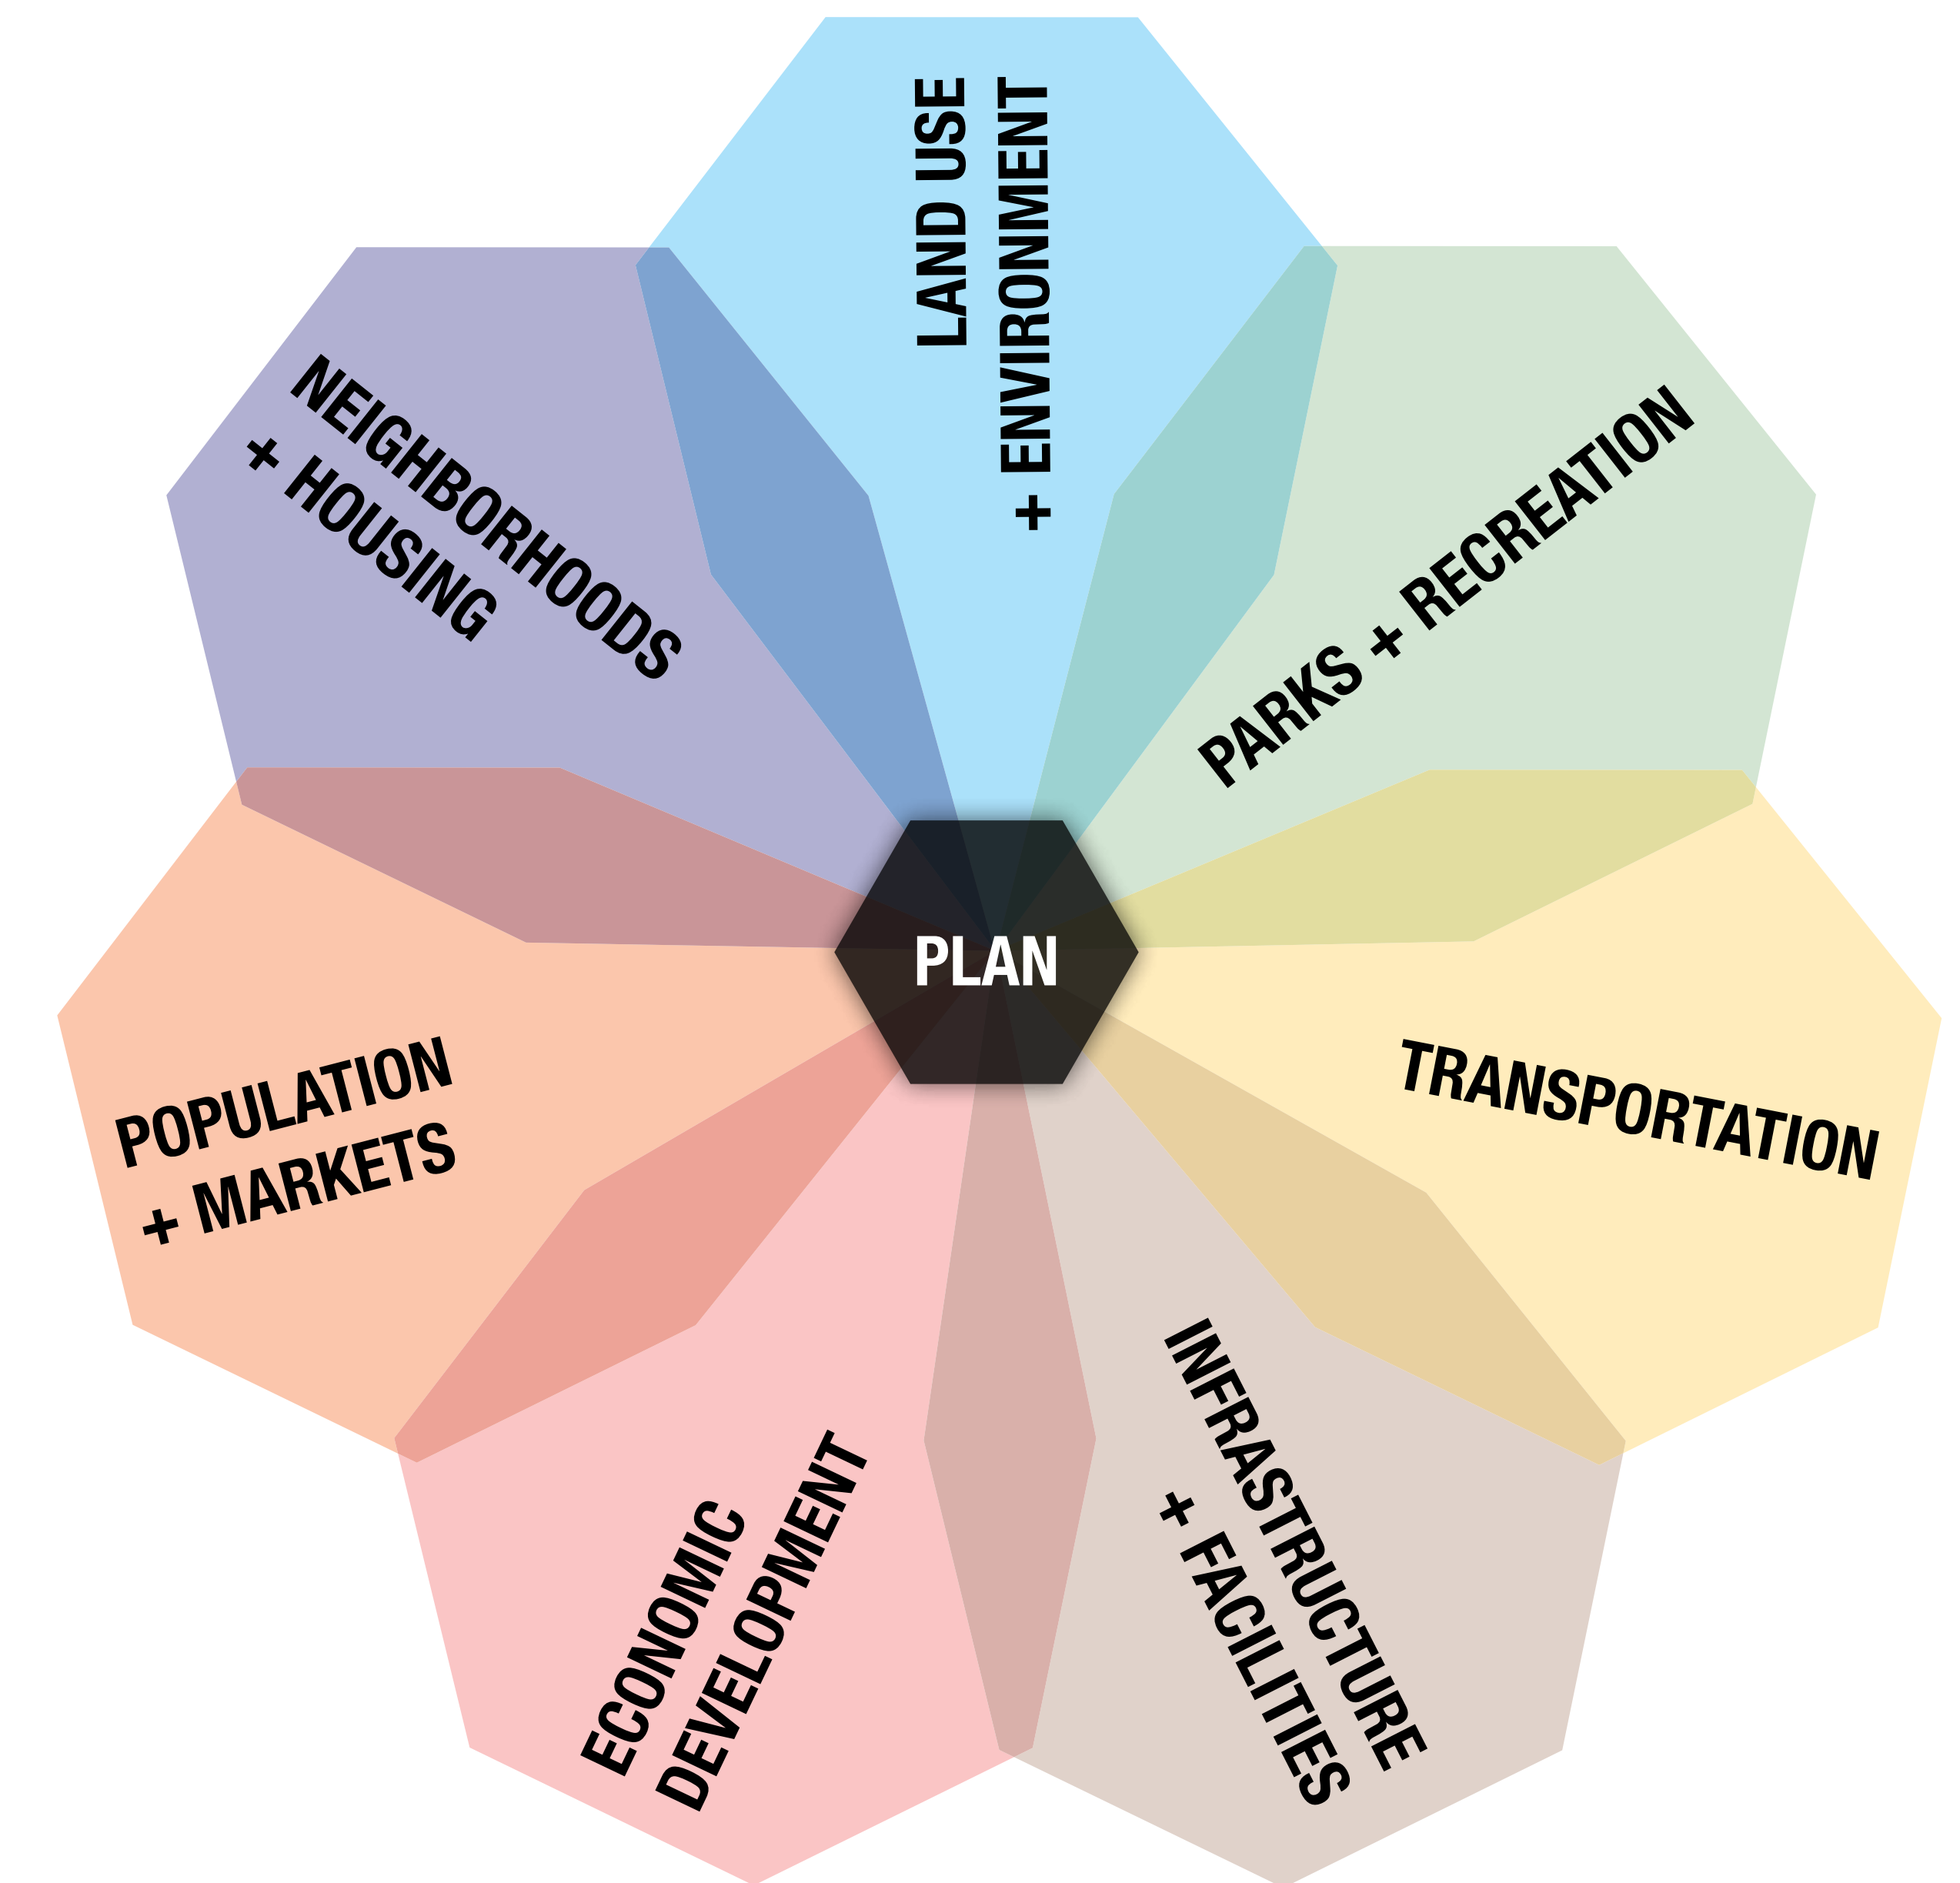 LAND USE
+ ENVIRONMENT
PARKS + RECREATION
TRANSPORTATION
INFRASTRUCTURE
+ FACILITIES
ECONOMIC
DEVELOPMENT
POPULATION
+ MARKETS
NEIGHBORHOODS
+ HOUSING
PLAN